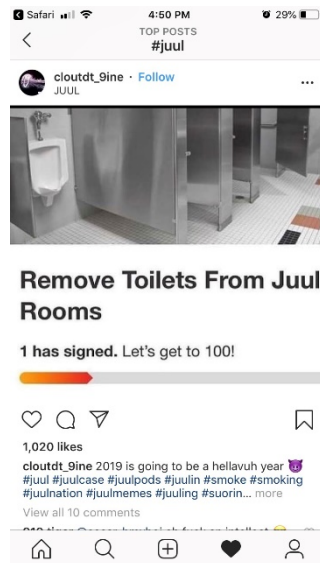 Safari
4:50 PM
29%
TOP POSTS
#juul
cloutdt_9ine · Follow
JUUL
Remove Toilets From Juul
Rooms
1 has signed. Let's get to 100!
1,020 likes
cloutdt_9ine 2019 is going to be a hellavuh year 😈
#juul #juulcase #juulpods #juulin #smoke #smoking
#juulnation #juulmemes #juuling #suorin... more
View all 10 comments